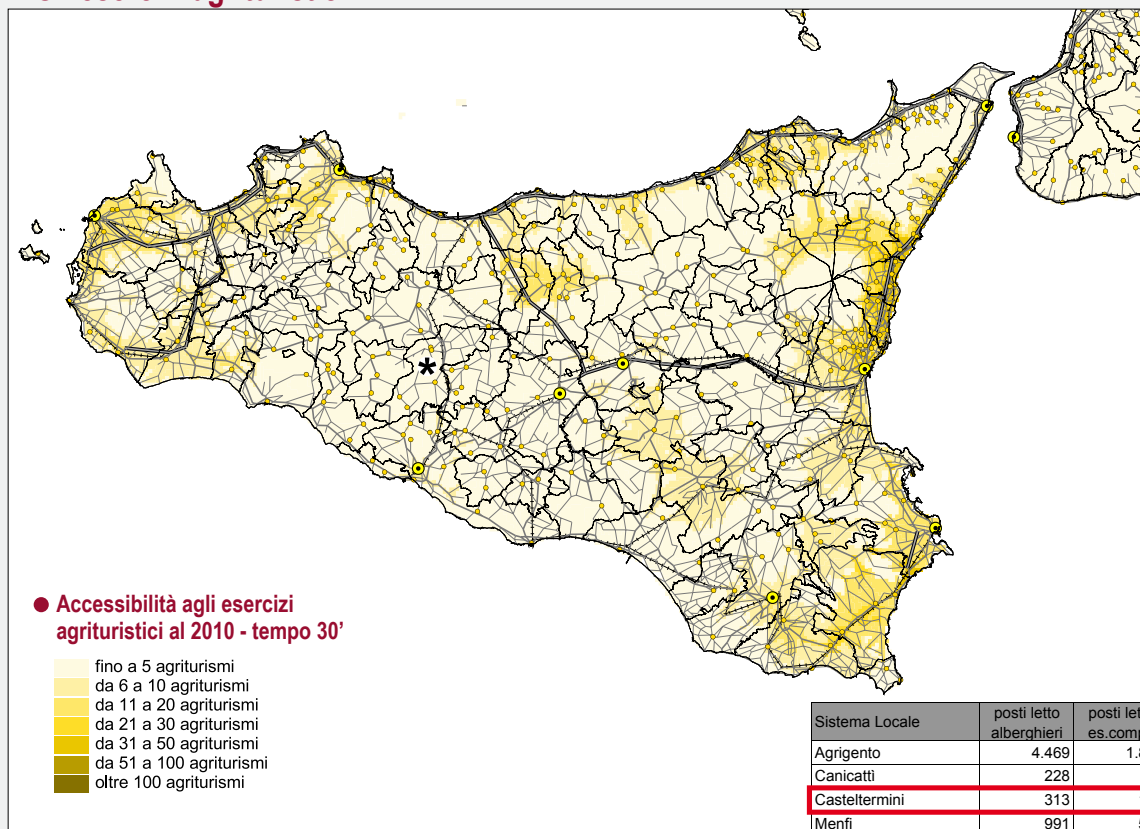 ● Accessibilità agli esercizi
agrituristici al 2010 - tempo 30’
fino a 5 agriturismi
da 6 a 10 agriturismi
da 11 a 20 agriturismi
da 21 a 30 agriturismi
da 31 a 50 agriturismi
da 51 a 100 agriturismi
oltre 100 agriturismi
*
Sistema Locale posti letto alberghieri posti
Agrigento 4.469
Canicattì 228
Casteltermini 313
Menfi 991